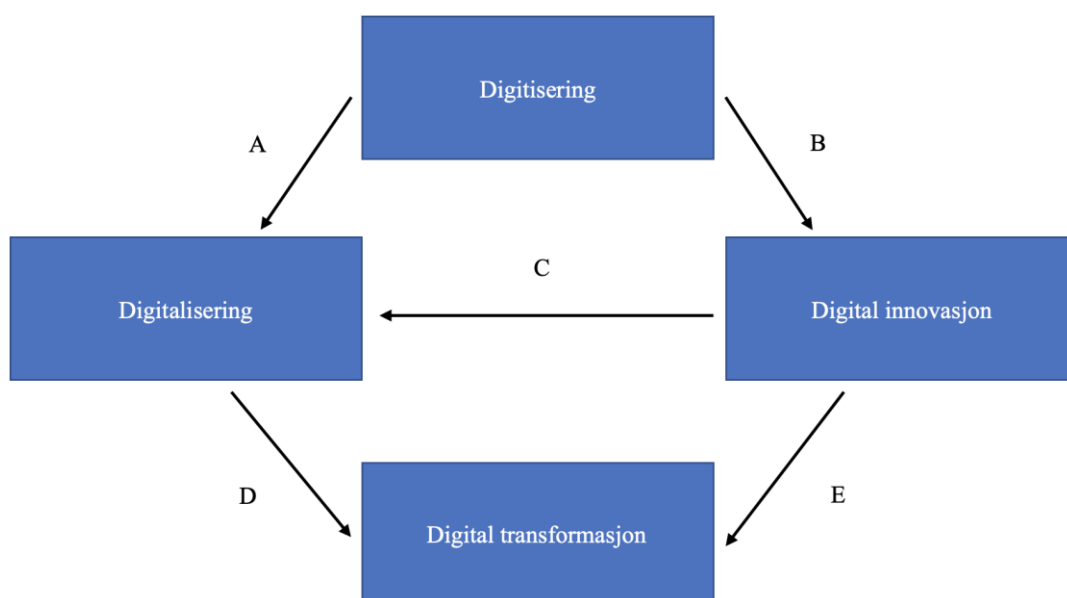 Digitisering
A
B
Digitalisering
C
Digital innovasjon
D
E
Digital transformasjon